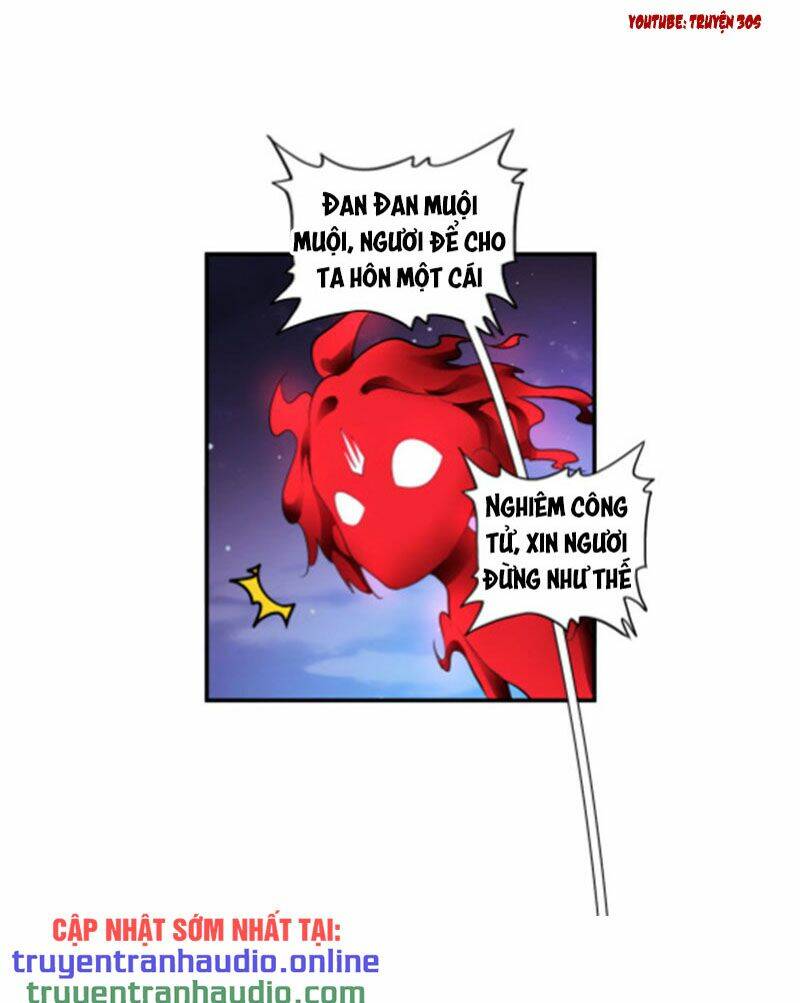 YOUTUBE: TRUYỆN 30S
ĐAN ĐAN MUỘI
MUỘI, NGƯƠI ĐỂ CHO
TA HÔN MỘT CÁI
NGHIÊM CÔNG
TỬ, XIN NGƯƠI
ĐỪNG NHƯ THẾ
CẬP NHẬT SỚM NHẤT TẠI:
truyentranhaudio.online
truyentranhaudio.com